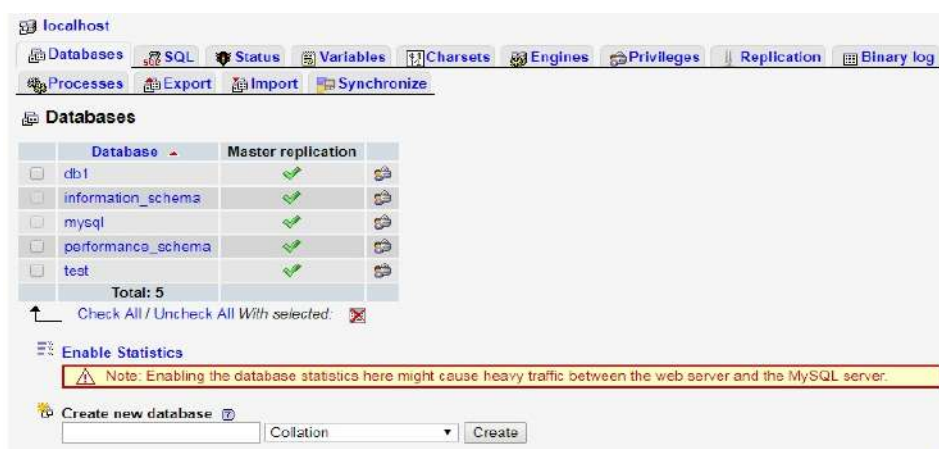 localhost
Databases SQL Status Variables Charsets Engines Privileges Replication Binary log
Processes Export Import Synchronize
Databases
Database Master replication
db1
information_schema
mysql
performance_schema
test
Total: 5
Check All / Uncheck All With selected:
Enable Statistics
Note: Enabling the database statistics here might cause heavy traffic between the web server and the MySQL server.
Create new database
Collation Create